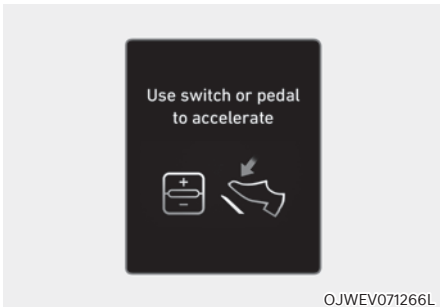 Use switch or pedal
to accelerate
+
−
OJWEV071266L